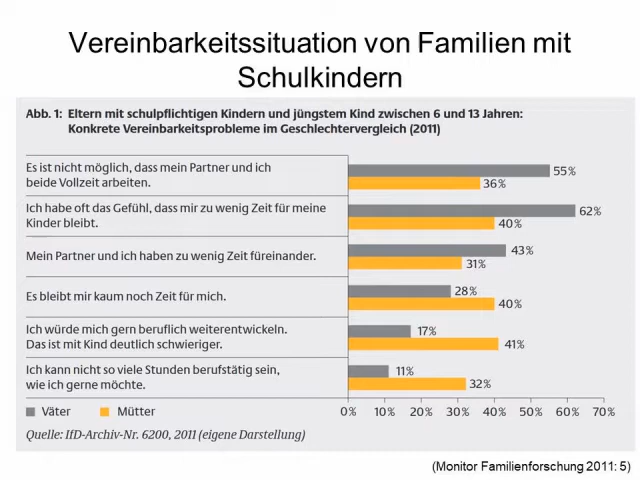 Vereinbarkeitssituation von Familien mit
Schulkindern
Abb. 1: Eltern mit schulpflichtigen Kindern und jüngstem Kind zwischen 6 und 13 Jahren:
Konkrete Vereinbarkeitsprobleme im Geschlechtervergleich (2011)
Es ist nicht möglich, dass mein Partner und ich
beide Vollzeit arbeiten.
55%
36%
Ich habe oft das Gefühl, dass mir zu wenig Zeit für meine
Kinder bleibt.
62%
40%
Mein Partner und ich haben zu wenig Zeit füreinander.
43%
31%
Es bleibt mir kaum noch Zeit für mich.
28%
40%
Ich würde mich gern beruflich weiterentwickeln.
Das ist mit Kind deutlich schwieriger.
17%
41%
Ich kann nicht so viele Stunden berufstätig sein,
wie ich gerne möchte.
11%
32%
Väter Mütter
0% 10% 20% 30% 40% 50% 60% 70%
Quelle: IfD-Archiv-Nr. 6200, 2011 (eigene Darstellung)
(Monitor Familienforschung 2011: 5)